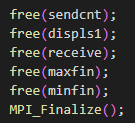 free(sendcnt);
free(displs1);
free(receive);
free(maxfin);
free(minfin);
MPI_Finalize();